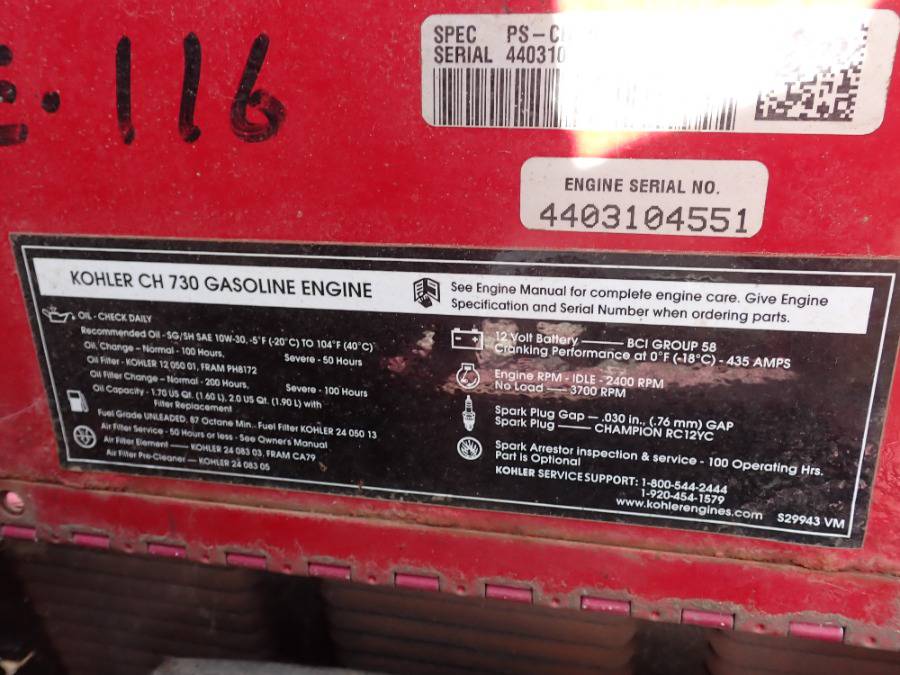 E-116
SPEC PS-C
SERIAL 440310
ENGINE SERIAL NO.
4403104551
KOHLER CH 730 GASOLINE ENGINE
See Engine Manual for complete engine care. Give Engine
Specification and Serial Number when ordering parts.
OIL - CHECK DAILY
Recommended Oil - SG/SH SAE 10W-30, -5°F (-20°C) TO 104°F (40°C)
Oil, Change - Normal - 100 Hours, Severe - 50 Hours
Oil Filter - KOHLER 12 050 01, FRAM PH8172
Oil Filter Change - Normal - 200 Hours, Severe - 100 Hours
Oil Capacity - 1.70 US Qt. (1.60 L), 2.0 US Qt. (1.90 L) with
Filter Replacement
Fuel Grade UNLEADED, 87 Octane Min., Fuel Filter KOHLER 24 050 13
Air Filter Service - 50 Hours or less - See Owner's Manual
Air Filter Element — KOHLER 24 083 03, FRAM CA79
Air Filter Pre-Cleaner — KOHLER 24 083 05
12 Volt Battery —— BCI GROUP 58
Cranking Performance at 0°F (-18°C) - 435 AMPS
Engine RPM - IDLE - 2400 RPM
No Load —— 3700 RPM
Spark Plug Gap — .030 in., (.76 mm) GAP
Spark Plug —— CHAMPION RC12YC
Spark Arrestor inspection & service - 100 Operating Hrs.
Part is Optional
KOHLER SERVICE SUPPORT: 1-800-544-2444
1-920-454-1579
www.kohlerengines.com
S29943 VM